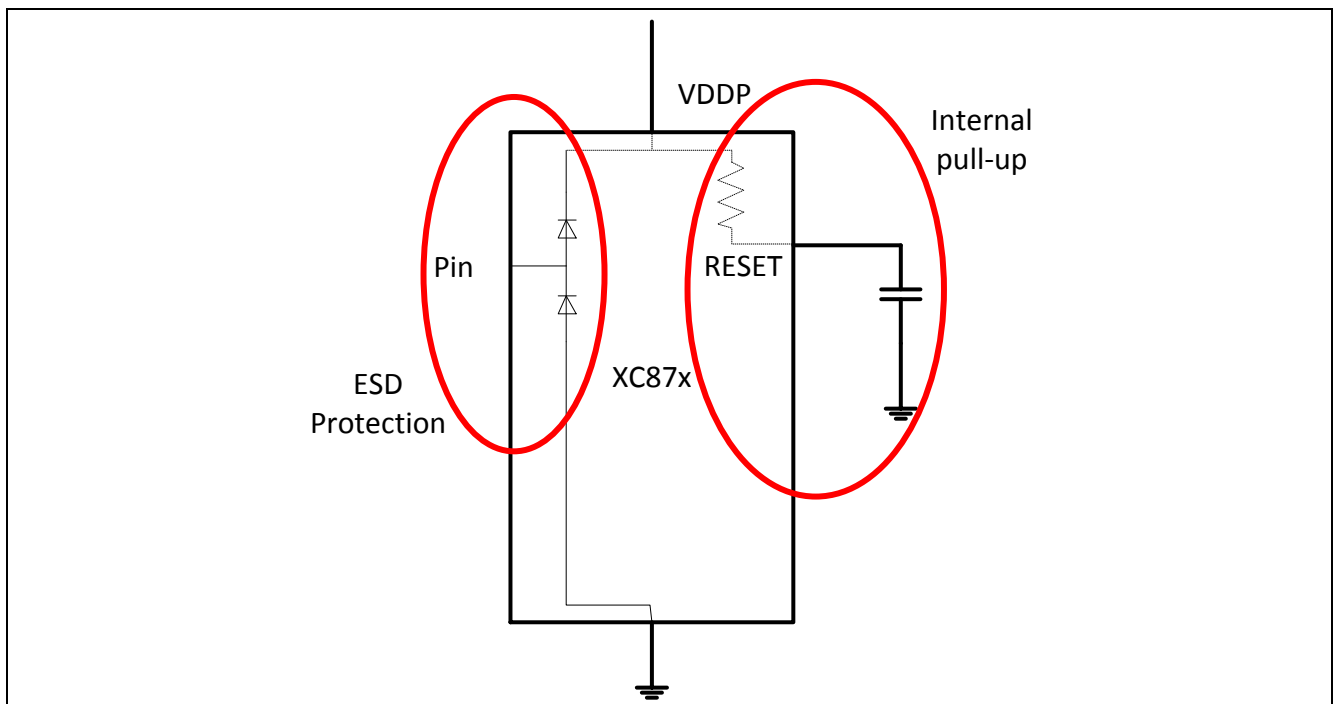 VDDP
Internal
pull-up
Pin
RESET
XC87x
ESD
Protection